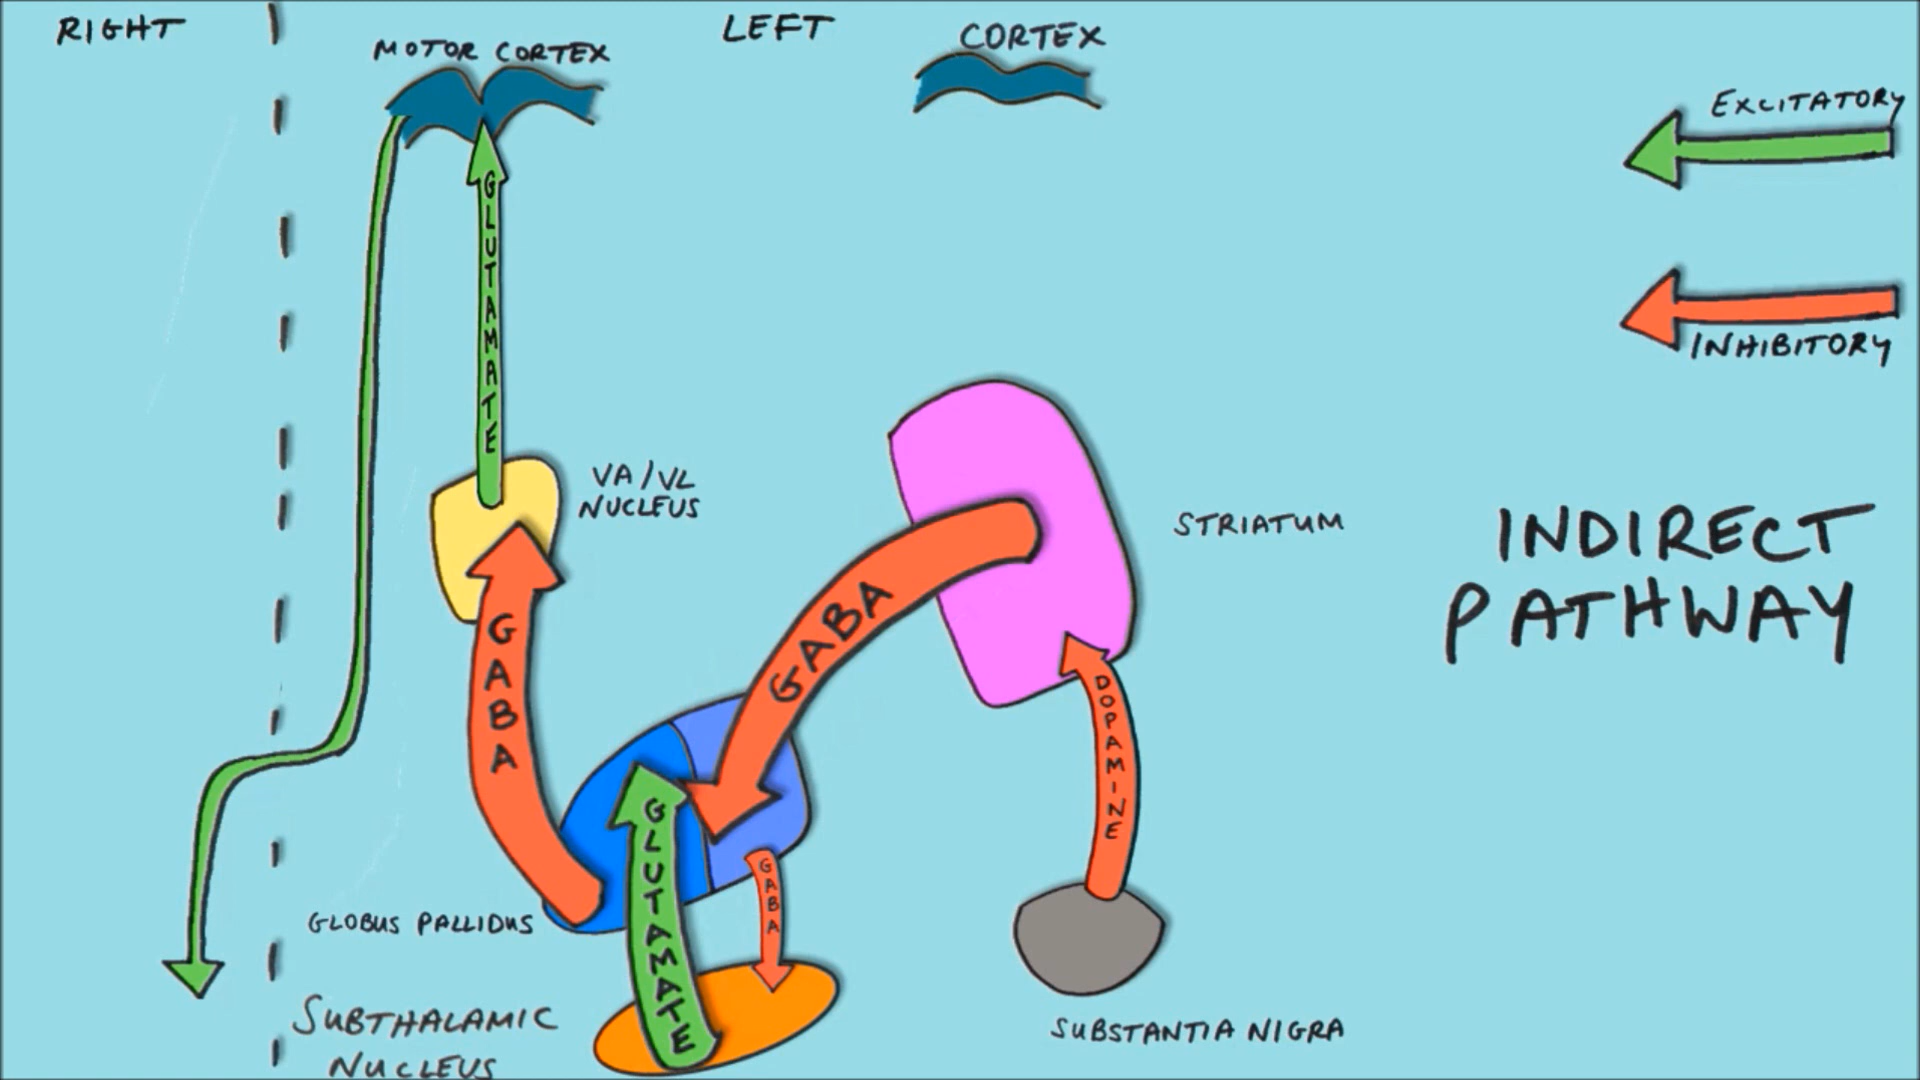 RIGHT
LEFT
MOTOR CORTEX
CORTEX
EXCITATORY
INHIBITORY
GLUTAMATE
VA/VL
NUCLEUS
STRIATUM
INDIRECT
PATHWAY
GABA
GABA
DOPAMINE
GLUTAMATE
GABA
GLOBUS PALLIDUS
SUBTHALAMIC
NUCLEUS
SUBSTANTIA NIGRA